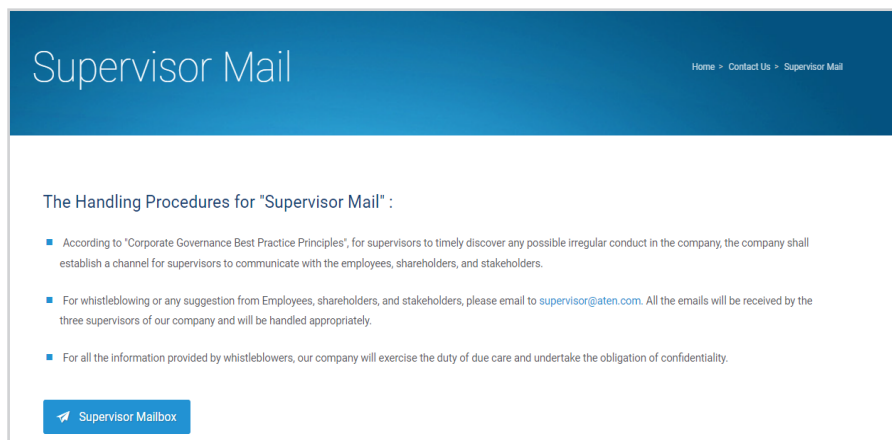 Supervisor Mail
Home > Contact Us > Supervisor Mail
The Handling Procedures for "Supervisor Mail" :
According to "Corporate Governance Best Practice Principles", for supervisors to timely discover any possible irregular conduct in the company, the company shall
establish a channel for supervisors to communicate with the employees, shareholders, and stakeholders.
For whistleblowing or any suggestion from Employees, shareholders, and stakeholders, please email to supervisor@aten.com. All the emails will be received by the
three supervisors of our company and will be handled appropriately.
For all the information provided by whistleblowers, our company will exercise the duty of due care and undertake the obligation of confidentiality.
Supervisor Mailbox